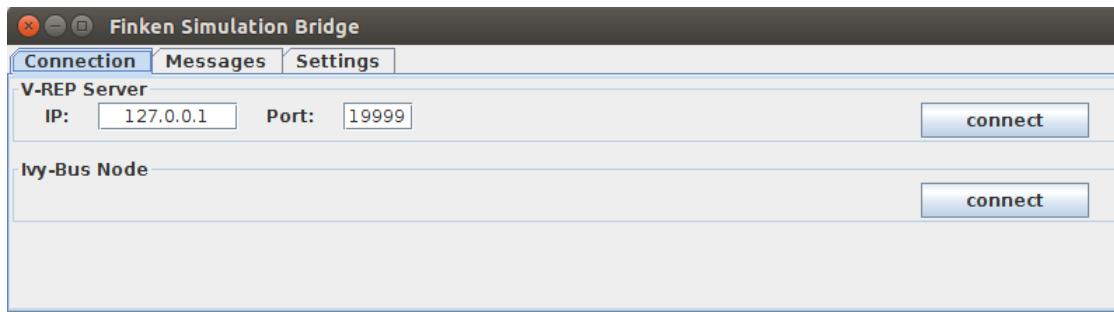 Finken Simulation Bridge
Connection Messages Settings
V-REP Server
IP: 127.0.0.1 Port: 19999 connect
Ivy-Bus Node
connect